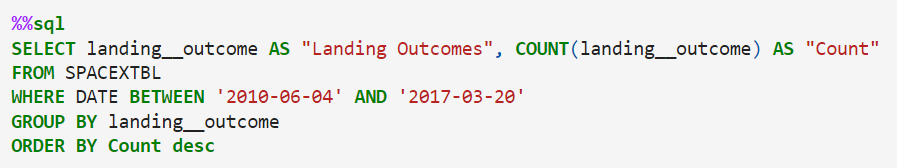 %%sql
SELECT landing__outcome AS "Landing Outcomes", COUNT(landing__outcome) AS "Count"
FROM SPACEXTBL
WHERE DATE BETWEEN '2010-06-04' AND '2017-03-20'
GROUP BY landing__outcome
ORDER BY Count desc